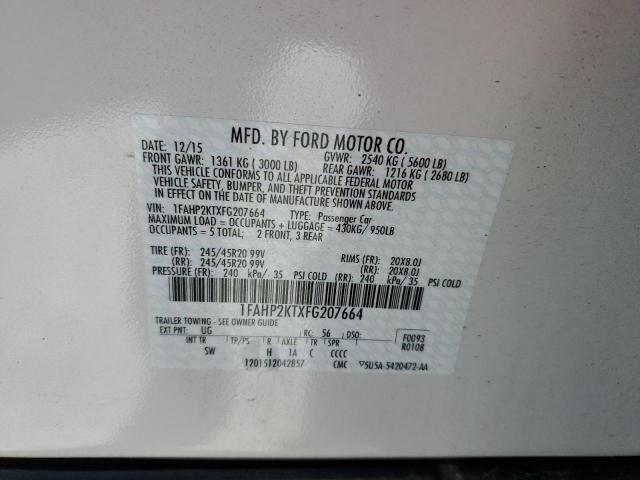 MFD. BY FORD MOTOR CO.
DATE: 12/15 GVWR: 2540 KG ( 5600 LB)
FRONT GAWR: 1361 KG ( 3000 LB) REAR GAWR: 1216 KG ( 2680 LB)
THIS VEHICLE CONFORMS TO ALL APPLICABLE FEDERAL MOTOR
VEHICLE SAFETY, BUMPER, AND THEFT PREVENTION STANDARDS
IN EFFECT ON THE DATE OF MANUFACTURE SHOWN ABOVE.
VIN: 1FAHP2KTXFG207664 TYPE: Passenger Car
MAXIMUM LOAD = OCCUPANTS + LUGGAGE = 430KG/ 950LB
OCCUPANTS = 5 TOTAL; 2 FRONT, 3 REAR
TIRE (FR): 245/45R20 99V RIMS (FR): 20X8.0J
(RR): 245/45R20 99V (RR): 20X8.0J
PRESSURE (FR): 240 kPa/ 35 PSI COLD (RR): 240 kPa/ 35 PSI COLD
1FAHP2KTXFG207664
TRAILER TOWING - SEE OWNER GUIDE
EXT PNT: UG RC: 56 DSO: F0093
INT TR TP/PS R AXLE TR SPR R0108
SW H 1A C CCCC
1201512042857 CMC ▽5U5A-5420472-AA